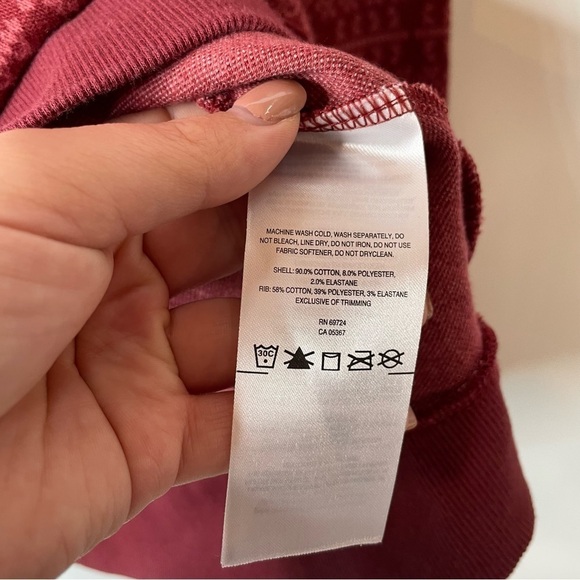 MACHINE WASH COLD, WASH SEPARATELY, DO
NOT BLEACH, LINE DRY, DO NOT IRON, DO NOT USE
FABRIC SOFTENER, DO NOT DRYCLEAN.
SHELL: 90.0% COTTON, 8.0% POLYESTER,
2.0% ELASTANE
RIB: 58% COTTON, 39% POLYESTER, 3% ELASTANE
EXCLUSIVE OF TRIMMING
RN 69724
CA 05367
30C